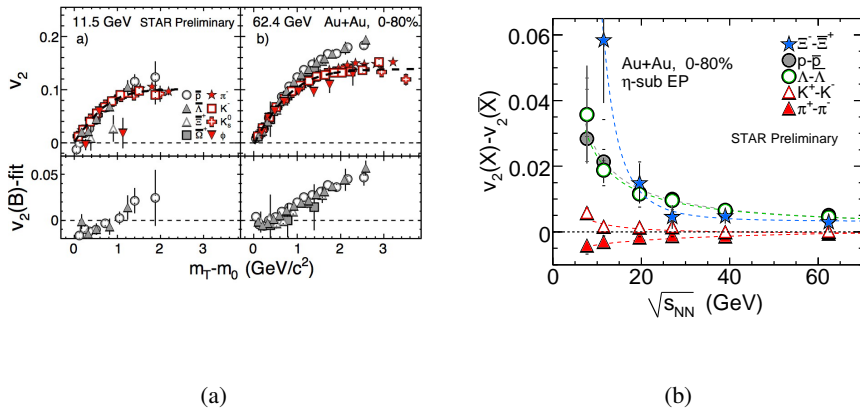 11.5 GeV STAR Preliminary
a)
62.4 GeV Au+Au, 0-80%
b)
v2
0.2
0.1
0
p̅ π⁻
Λ̅ K⁻
Ξ̅⁺ K⁰s
Ω̅⁺ φ
v2(B)-fit
0.05
0
0 1 2 3 0 1 2 3
mT-m0 (GeV/c²)
(a)
v2(X)-v2(X̅)
0.06
0.04
0.02
0
Au+Au, 0-80%
η-sub EP
Ξ⁻-Ξ̅⁺
p-p̅
Λ-Λ̅
K⁺-K⁻
π⁺-π⁻
STAR Preliminary
0 20 40 60
√sNN (GeV)
(b)